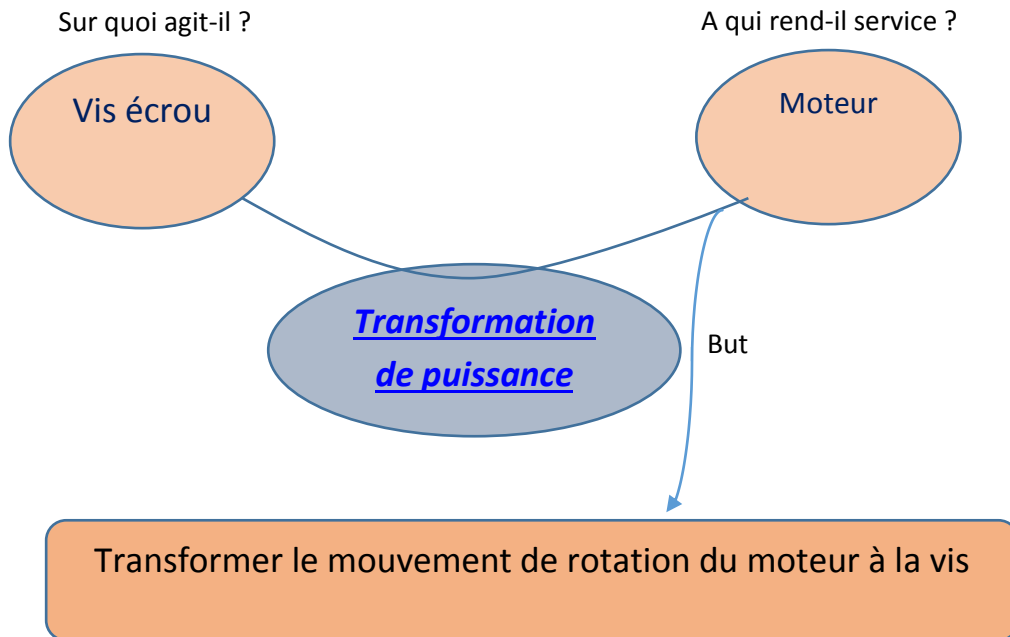 Sur quoi agit-il ?
A qui rend-il service ?
Vis écrou
Moteur
Transformation
de puissance
But
Transformer le mouvement de rotation du moteur à la vis